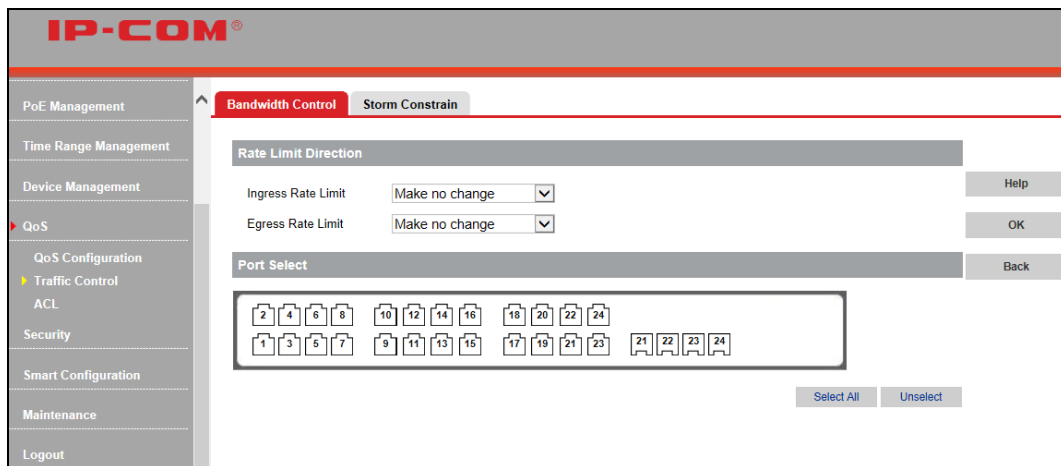 IP-COM®
PoE Management
Time Range Management
Device Management
QoS
QoS Configuration
Traffic Control
ACL
Security
Smart Configuration
Maintenance
Logout
Bandwidth Control Storm Constrain
Rate Limit Direction
Ingress Rate Limit Make no change
Egress Rate Limit Make no change
Port Select
2 4 6 8 10 12 14 16 18 20 22 24
1 3 5 7 9 11 13 15 17 19 21 23 21 22 23 24
Select All Unselect
Help
OK
Back